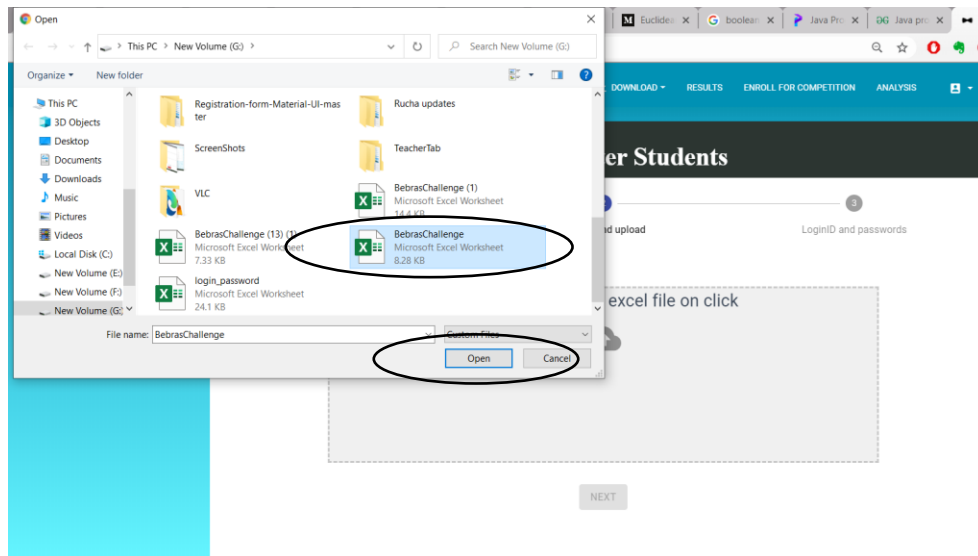 Open
Euclidea
boolean
Java Pro
Java pro
This PC > New Volume (G:) >
Search New Volume (G:)
Organize
New folder
DOWNLOAD
RESULTS
ENROLL FOR COMPETITION
ANALYSIS
This PC
3D Objects
Desktop
Documents
Downloads
Music
Pictures
Videos
Local Disk (C:)
New Volume (E:)
New Volume (F:)
New Volume (G:)
Registration-form-Material-UI-mas
ter
Rucha updates
ScreenShots
TeacherTab
VLC
BebrasChallenge (1)
Microsoft Excel Worksheet
14.4 KB
BebrasChallenge (13) (1)
Microsoft Excel Worksheet
7.33 KB
BebrasChallenge
Microsoft Excel Worksheet
8.28 KB
login_password
Microsoft Excel Worksheet
24.1 KB
File name: BebrasChallenge
Custom Files
Open
Cancel
er Students
3
d upload
LoginID and passwords
excel file on click
NEXT